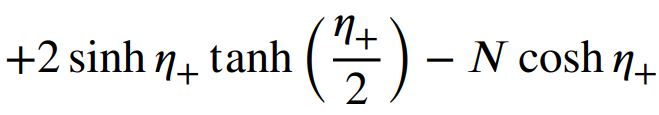 +2 sinh η₊ tanh (η₊/2) − N cosh η₊